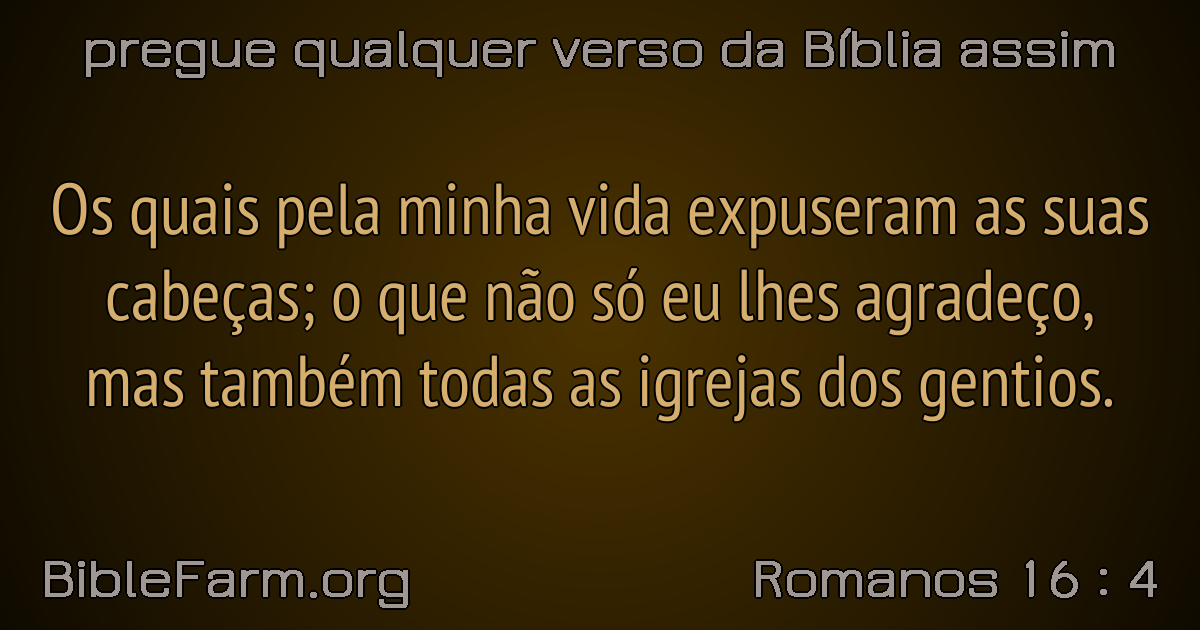 pregue qualquer verso da Bíblia assim
Os quais pela minha vida expuseram as suas
cabeças; o que não só eu lhes agradeço,
mas também todas as igrejas dos gentios.
BibleFarm.org
Romanos 16 : 4